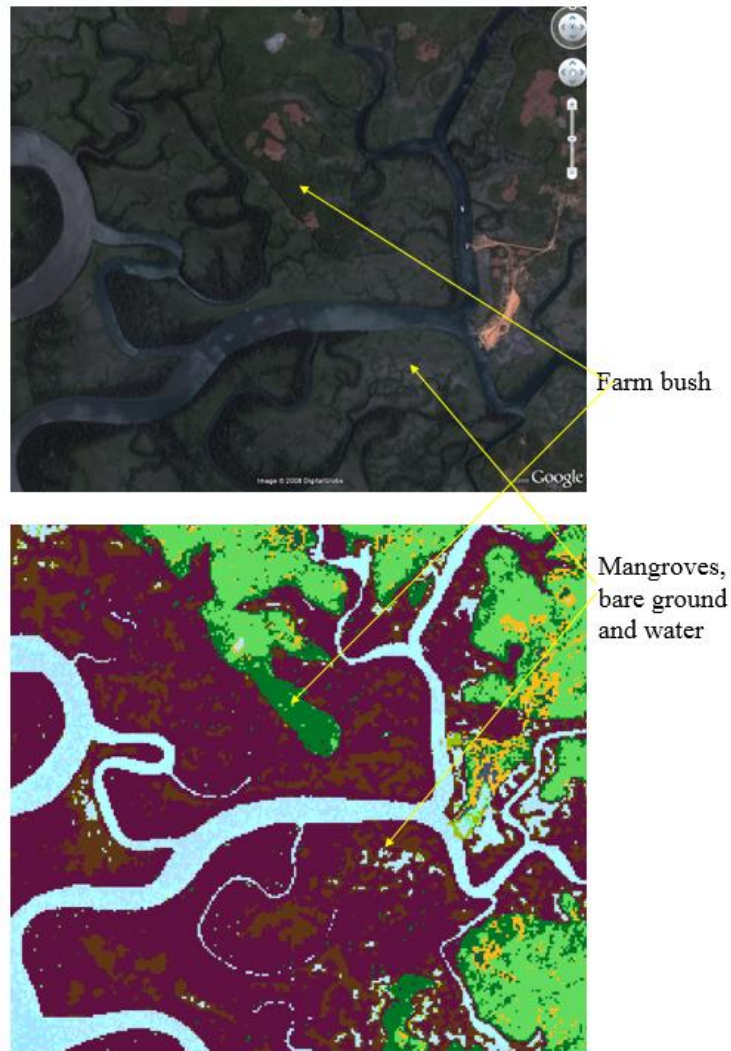 Farm bush
Image © 2008 DigitalGlobe
Google
Mangroves,
bare ground
and water